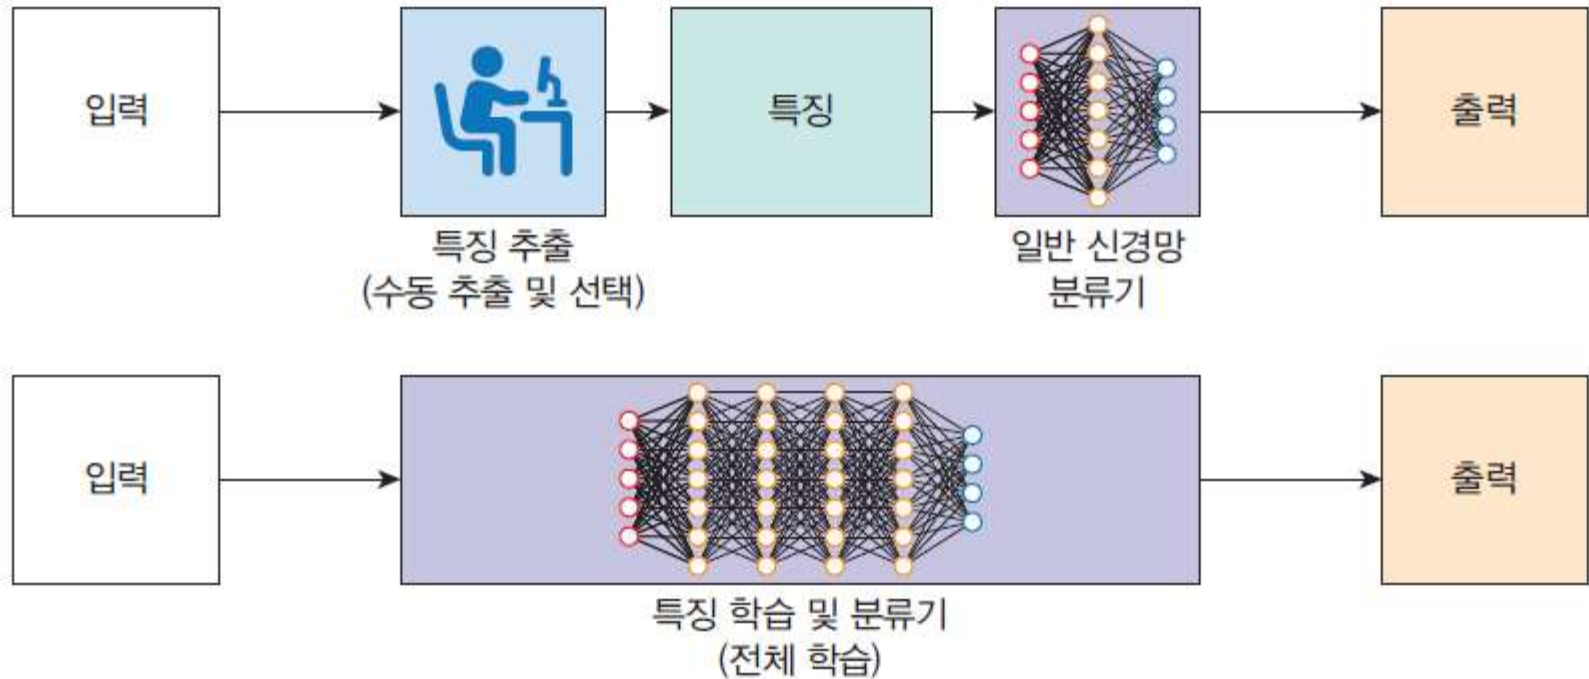 입력
특징
출력
특징 추출
(수동 추출 및 선택)
일반 신경망
분류기
입력
출력
특징 학습 및 분류기
(전체 학습)